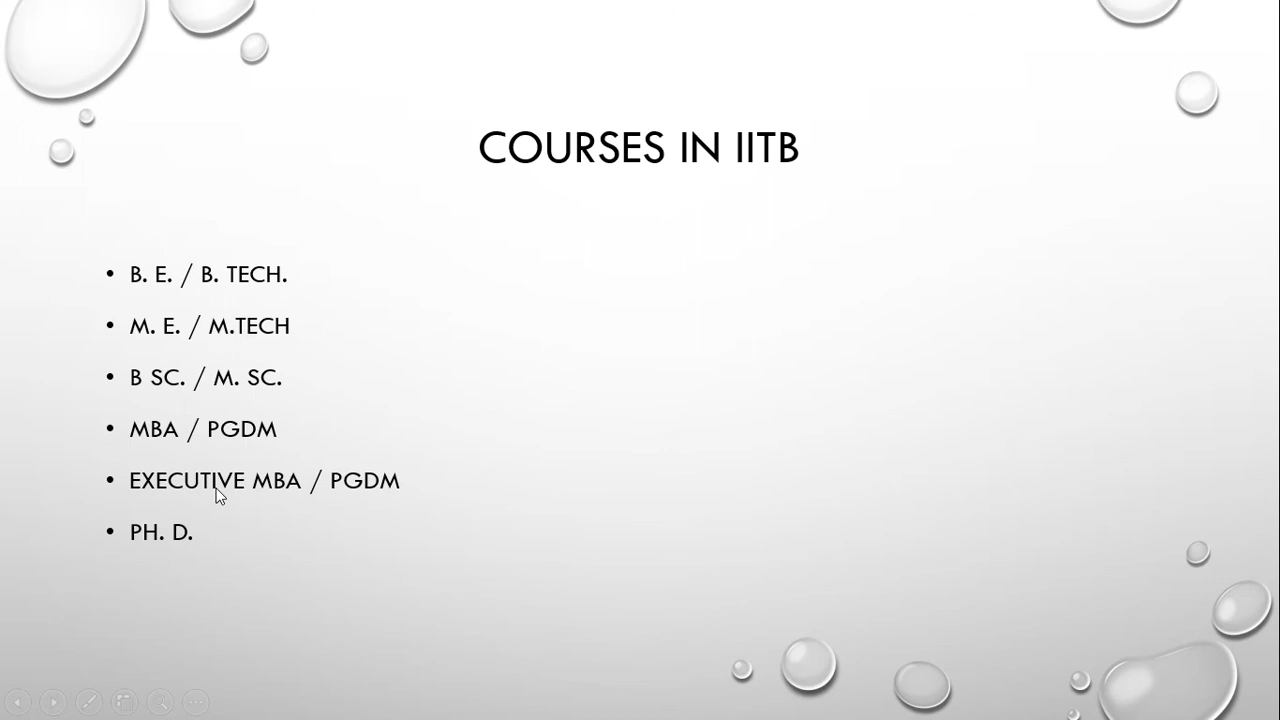 COURSES IN IITB
• B. E. / B. TECH.
• M. E. / M.TECH
• B SC. / M. SC.
• MBA / PGDM
• EXECUTIVE MBA / PGDM
• PH. D.